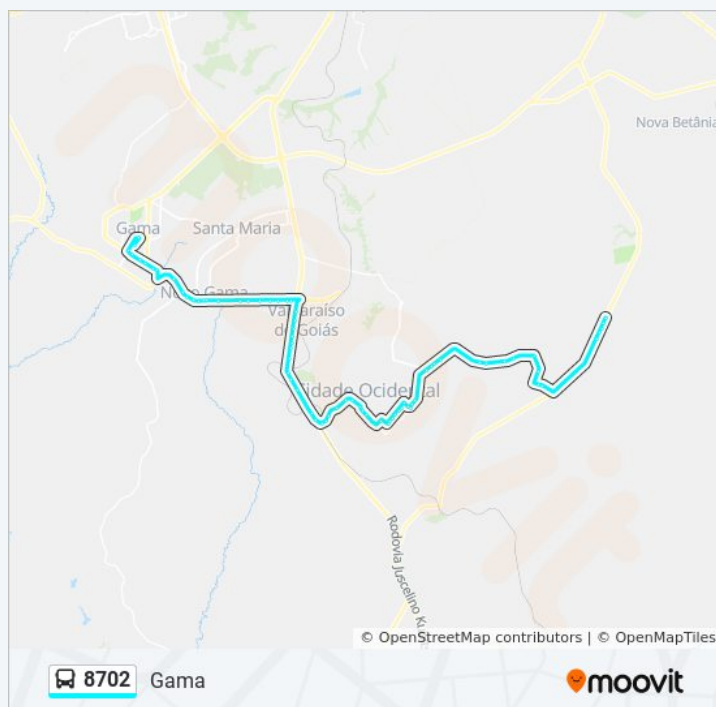 Nova Betânia
Gama
Santa Maria
Novo Gama
Valparaíso
de Goiás
Cidade Ocidental
Rodovia Juscelino Ku
© OpenStreetMap contributors | © OpenMapTiles
8702 Gama
moovit